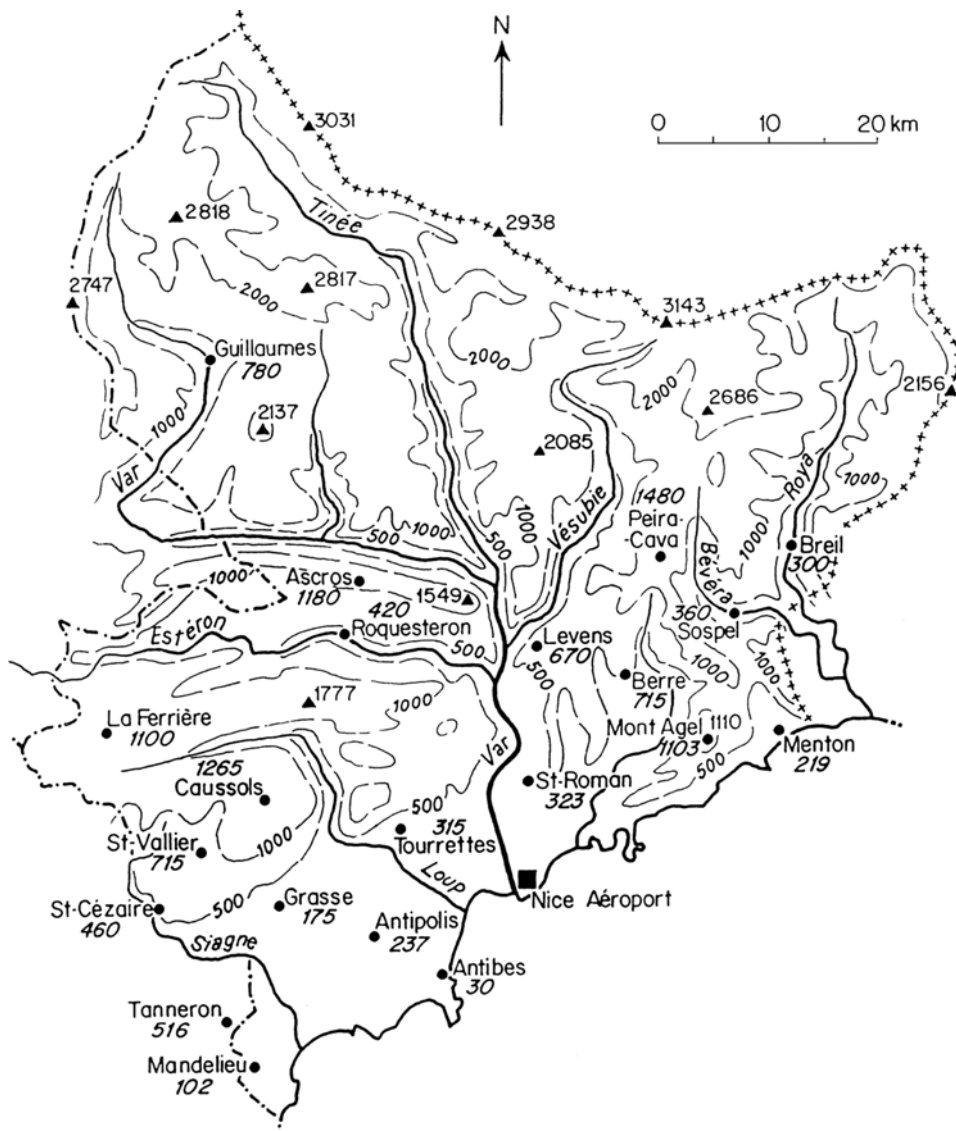 N
0 10 20 km
3031
Tinée
2818
2938
2817
2747
2000
3143
2000
Guillaumes
780
2000
2686
2156
1000
2137
2085
Var
1480
Peira-
Cava
Vésubie
Roya
1000
1000
500
1000
1000
500
Breil
300
Bévéra
1000
Ascros
1180
1549
420
360
Sospel
Estéron
Roquesteron
500
Levens
670
500
1000
1000
Berre
715
1777
1000
La Ferrière
1100
Var
Mont Agel
1110
1103
Menton
219
500
1265
Caussols
St-Roman
323
500
315
Tourrettes
1000
St-Vallier
715
Loup
500
Grasse
175
Nice Aéroport
St-Cézaire
460
Antipolis
237
Siagne
Antibes
30
Tanneron
516
Mandelieu
102